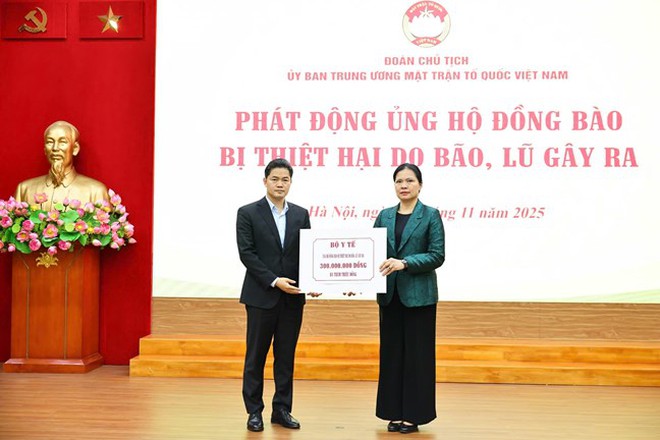 ĐOÀN CHỦ TỊCH
ỦY BAN TRUNG ƯƠNG MẶT TRẬN TỔ QUỐC VIỆT NAM
PHÁT ĐỘNG ỦNG HỘ ĐỒNG BÀO
BỊ THIỆT HẠI DO BÃO, LŨ GÂY RA
Hà Nội, ng 11 năm 2025
BỘ Y TẾ
300.000.000 ĐỒNG